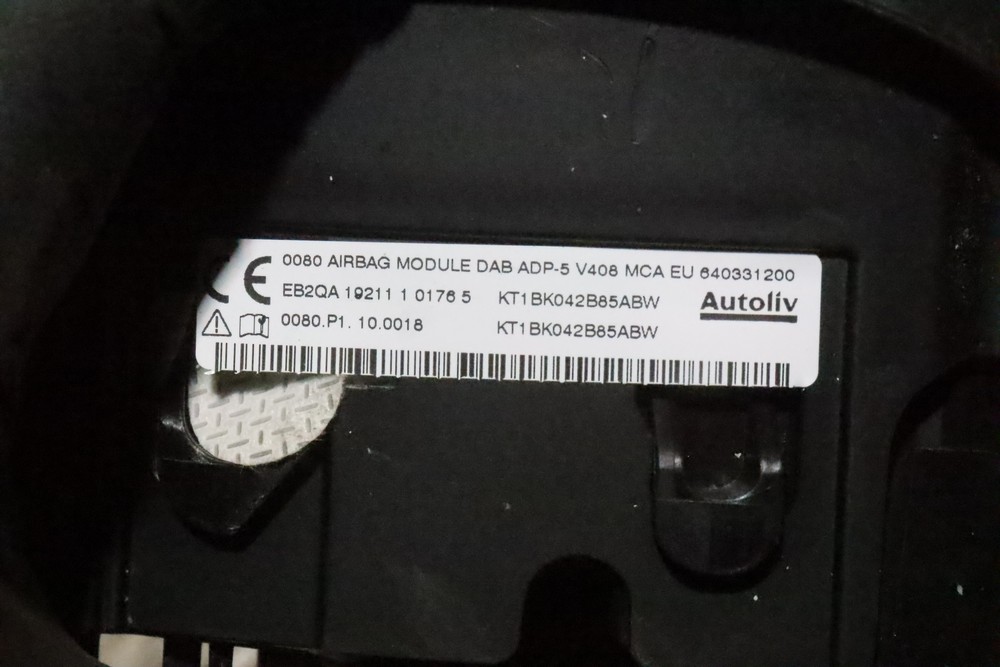 CE 0080 AIRBAG MODULE DAB ADP-5 V408 MCA EU 640331200
EB2QA 19211 1 0176 5 KT1BK042B85ABW Autoliv
0080.P1. 10.0018 KT1BK042B85ABW